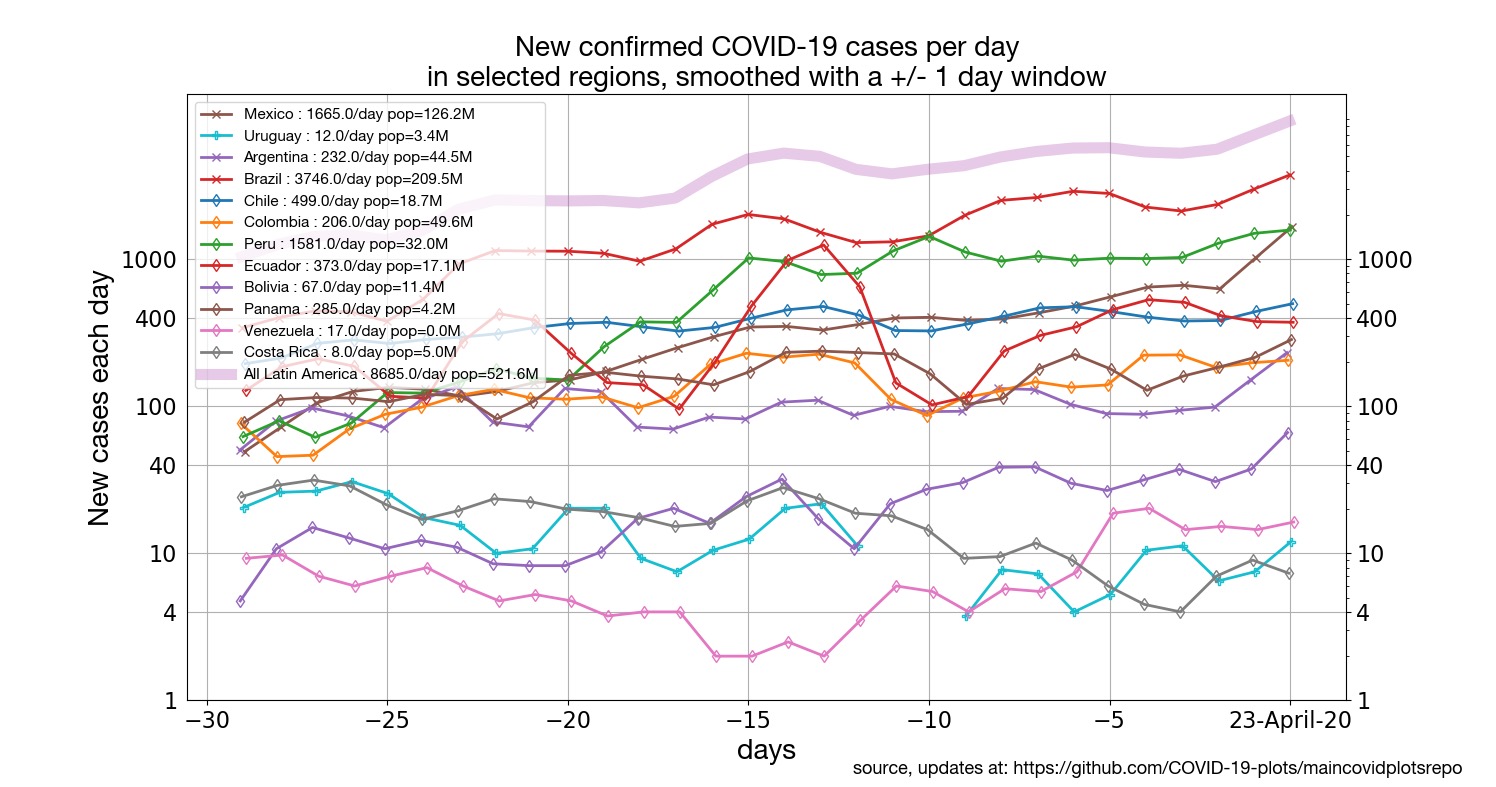 New confirmed COVID-19 cases per day
in selected regions, smoothed with a +/- 1 day window
Mexico : 1665.0/day pop=126.2M
Uruguay : 12.0/day pop=3.4M
Argentina : 232.0/day pop=44.5M
Brazil : 3746.0/day pop=209.5M
Chile : 499.0/day pop=18.7M
Colombia : 206.0/day pop=49.6M
Peru : 1581.0/day pop=32.0M
Ecuador : 373.0/day pop=17.1M
Bolivia : 67.0/day pop=11.4M
Panama : 285.0/day pop=4.2M
Venezuela : 17.0/day pop=0.0M
Costa Rica : 8.0/day pop=5.0M
All Latin America : 8685.0/day pop=521.6M
New cases each day
1000
400
100
40
10
4
1
1000
400
100
40
10
4
1
−30
−25
−20
−15
−10
−5
23-April-20
days
source, updates at: https://github.com/COVID-19-plots/maincovidplotsrepo